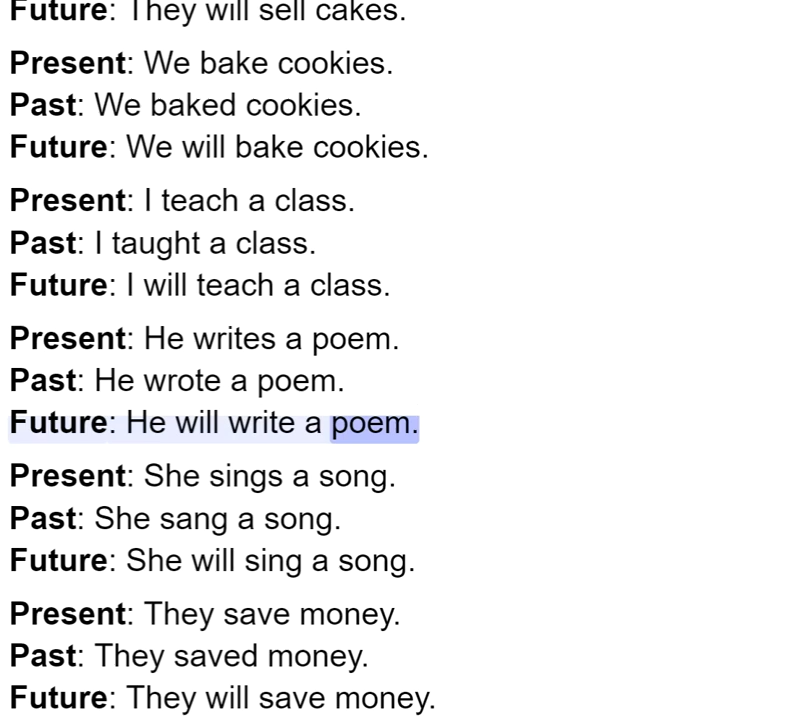 Future: They will sell cakes.
Present: We bake cookies.
Past: We baked cookies.
Future: We will bake cookies.
Present: I teach a class.
Past: I taught a class.
Future: I will teach a class.
Present: He writes a poem.
Past: He wrote a poem.
Future: He will write a poem.
Present: She sings a song.
Past: She sang a song.
Future: She will sing a song.
Present: They save money.
Past: They saved money.
Future: They will save money.